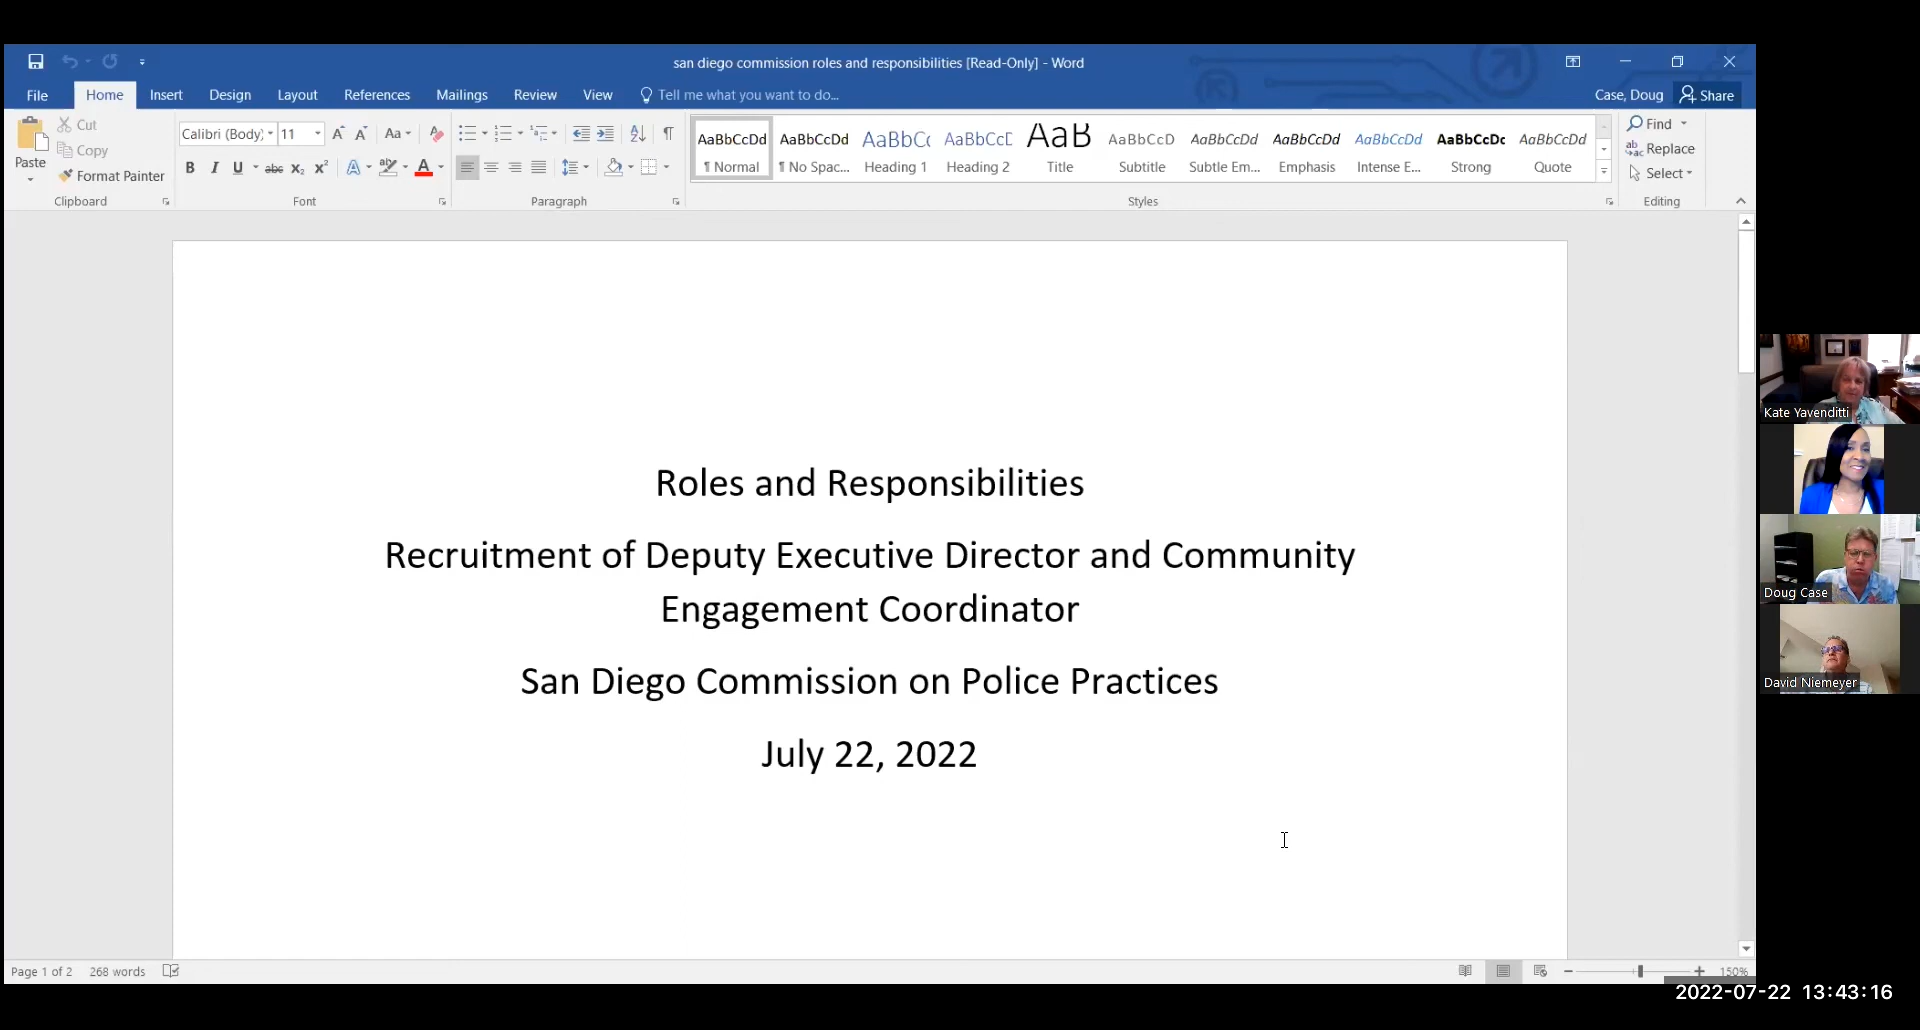 san diego commission roles and responsibilities [Read-Only] - Word
File Home Insert Design Layout References Mailings Review View Tell me what you want to do... Case, Doug Share
Paste
Cut
Copy
Format Painter
Clipboard
Calibri (Body) 11
Font
Paragraph
AaBbCcDd AaBbCcDd AaBbC AaBbCcD AaB AaBbCcD AaBbCcDd AaBbCcDd AaBbCcDd AaBbCcDc AaBbCcDd
¶ Normal ¶ No Spac... Heading 1 Heading 2 Title Subtitle Subtle Em... Emphasis Intense E... Strong Quote
Styles
Find
Replace
Select
Editing
Roles and Responsibilities
Recruitment of Deputy Executive Director and Community
Engagement Coordinator
San Diego Commission on Police Practices
July 22, 2022
Kate Yavenditti
Doug Case
David Niemeyer
Page 1 of 2 268 words
150%
2022-07-22 13:43:16